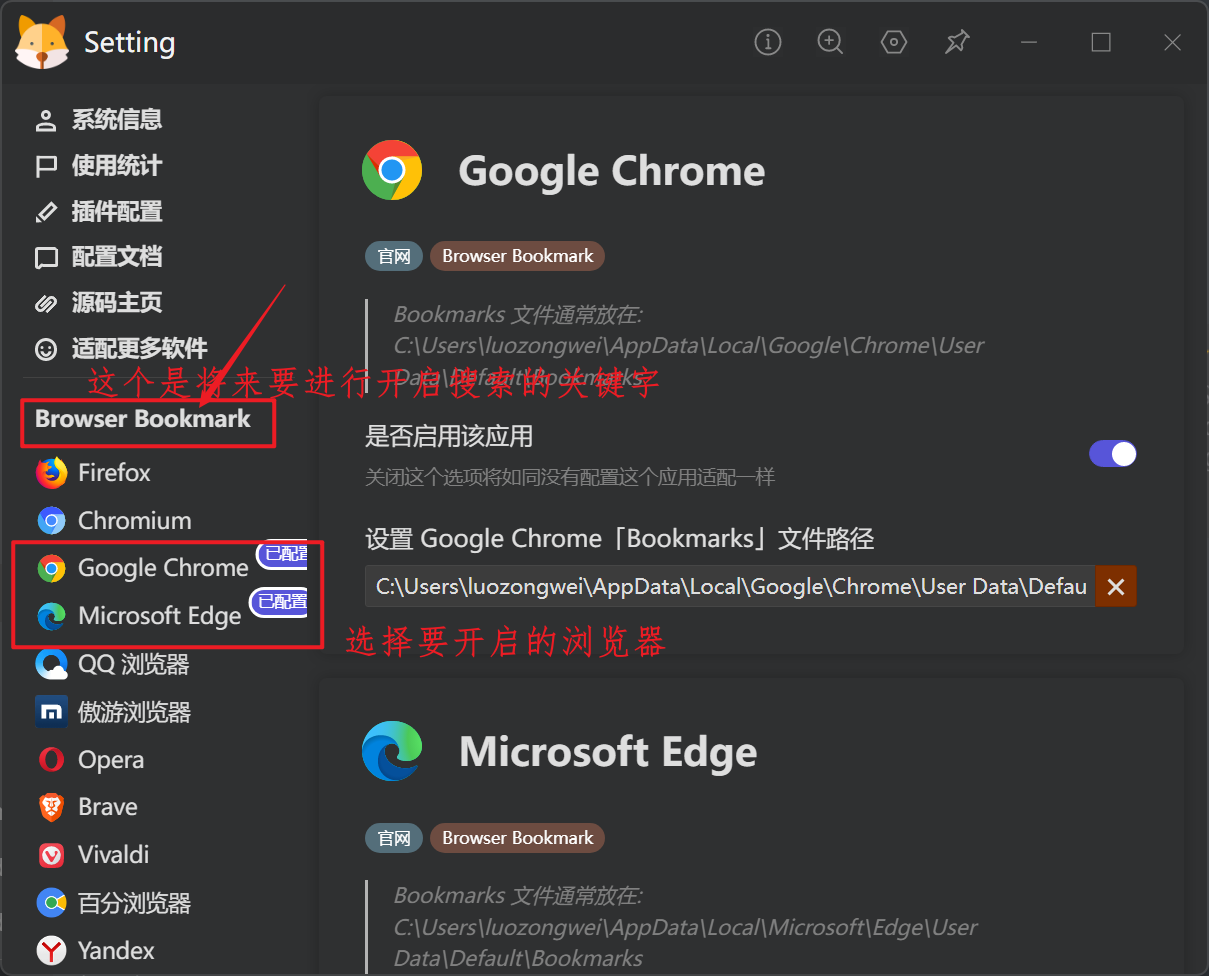 Setting
系统信息
使用统计
插件配置
配置文档
源码主页
适配更多软件
这个是将来要进行开启搜索的关键字
Browser Bookmark
Firefox
Chromium
Google Chrome
已配置
Microsoft Edge
已配置
QQ 浏览器
傲游浏览器
Opera
Brave
Vivaldi
百分浏览器
Yandex
Google Chrome
官网
Browser Bookmark
Bookmarks 文件通常放在:
C:\Users\luozongwei\AppData\Local\Google\Chrome\User
Data\Default\Bookmarks
是否启用该应用
关闭这个选项将如同没有配置这个应用适配一样
设置 Google Chrome「Bookmarks」文件路径
C:\Users\luozongwei\AppData\Local\Google\Chrome\User Data\Defau
选择要开启的浏览器
Microsoft Edge
官网
Browser Bookmark
Bookmarks 文件通常放在:
C:\Users\luozongwei\AppData\Local\Microsoft\Edge\User
Data\Default\Bookmarks